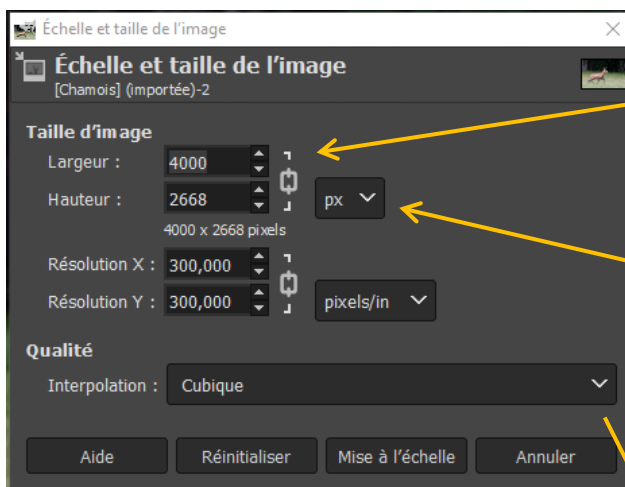 Échelle et taille de l'image
Échelle et taille de l'image
[Chamois] (importée)-2
Taille d'image
Largeur : 4000
Hauteur : 2668 px
4000 x 2668 pixels
Résolution X : 300,000
Résolution Y : 300,000 pixels/in
Qualité
Interpolation : Cubique
Aide Réinitialiser Mise à l'échelle Annuler